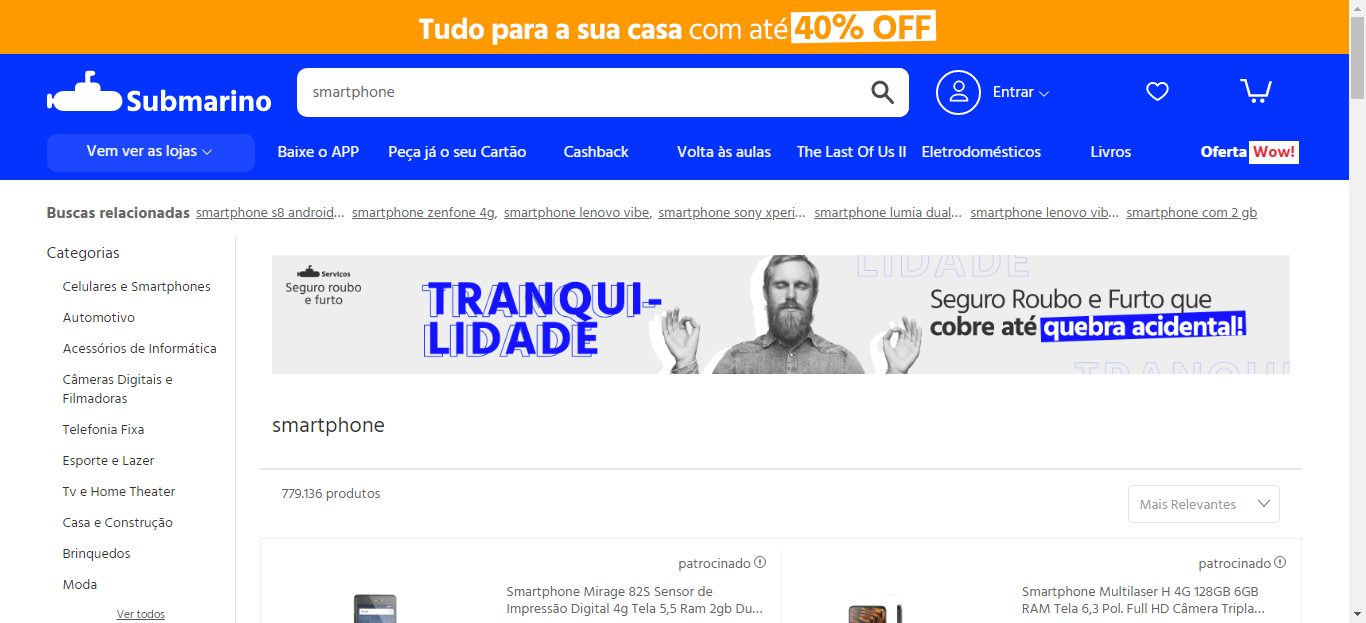 Tudo para a sua casa com até 40% OFF
Submarino
smartphone
Entrar
Vem ver as lojas
Baixe o APP
Peça já o seu Cartão
Cashback
Volta às aulas
The Last Of Us II
Eletrodomésticos
Livros
Oferta Wow!
Buscas relacionadas smartphone s8 android... smartphone zenfone 4g, smartphone lenovo vibe, smartphone sony xperi... smartphone lumia dual... smartphone lenovo vib... smartphone com 2 gb
Categorias
Celulares e Smartphones
Automotivo
Acessórios de Informática
Câmeras Digitais e
Filmadoras
Telefonia Fixa
Esporte e Lazer
Tv e Home Theater
Casa e Construção
Brinquedos
Moda
Ver todos
Serviços
Seguro roubo
e furto
TRANQUI-
LIDADE
LIDADE
Seguro Roubo e Furto que
cobre até quebra acidental!
TRANQUI
smartphone
779.136 produtos
Mais Relevantes
patrocinado
Smartphone Mirage 82S Sensor de
Impressão Digital 4g Tela 5,5 Ram 2gb Du...
patrocinado
Smartphone Multilaser H 4G 128GB 6GB
RAM Tela 6,3 Pol. Full HD Câmera Tripla...